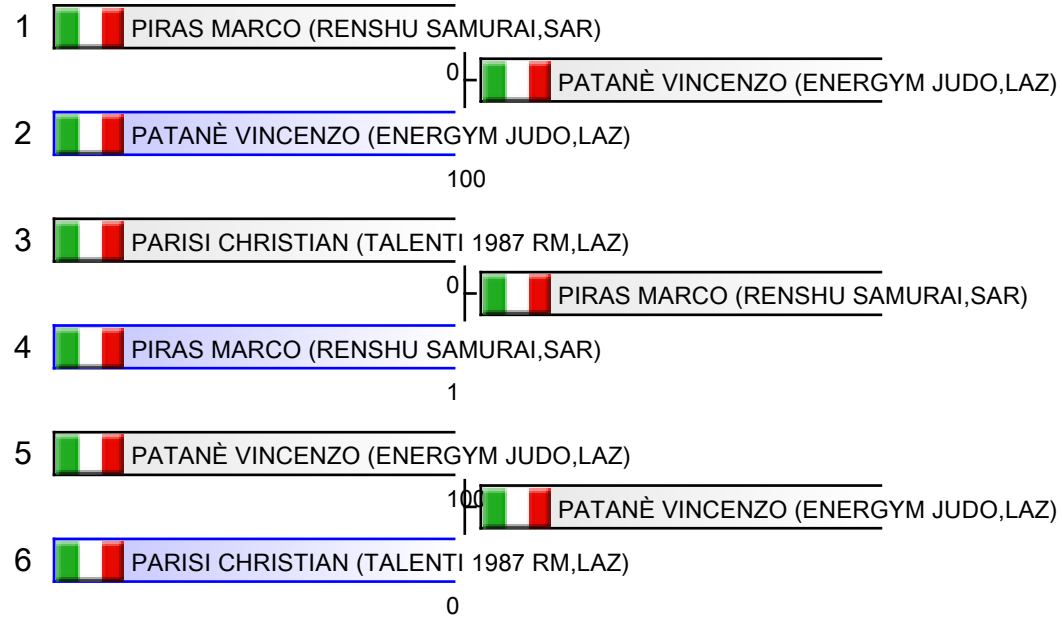 1 PIRAS MARCO (RENSHU SAMURAI,SAR)
0 PATANÈ VINCENZO (ENERGYM JUDO,LAZ)
2 PATANÈ VINCENZO (ENERGYM JUDO,LAZ)
100
3 PARISI CHRISTIAN (TALENTI 1987 RM,LAZ)
0 PIRAS MARCO (RENSHU SAMURAI,SAR)
4 PIRAS MARCO (RENSHU SAMURAI,SAR)
1
5 PATANÈ VINCENZO (ENERGYM JUDO,LAZ)
100 PATANÈ VINCENZO (ENERGYM JUDO,LAZ)
6 PARISI CHRISTIAN (TALENTI 1987 RM,LAZ)
0